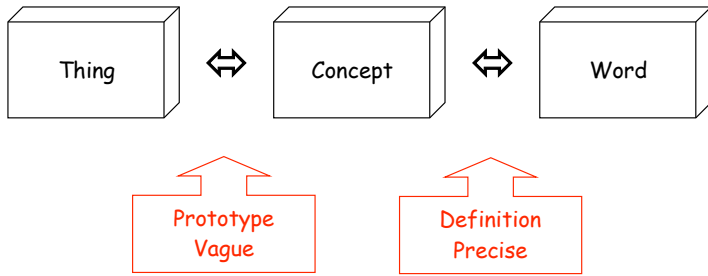 Thing
Concept
Word
Prototype
Vague
Definition
Precise